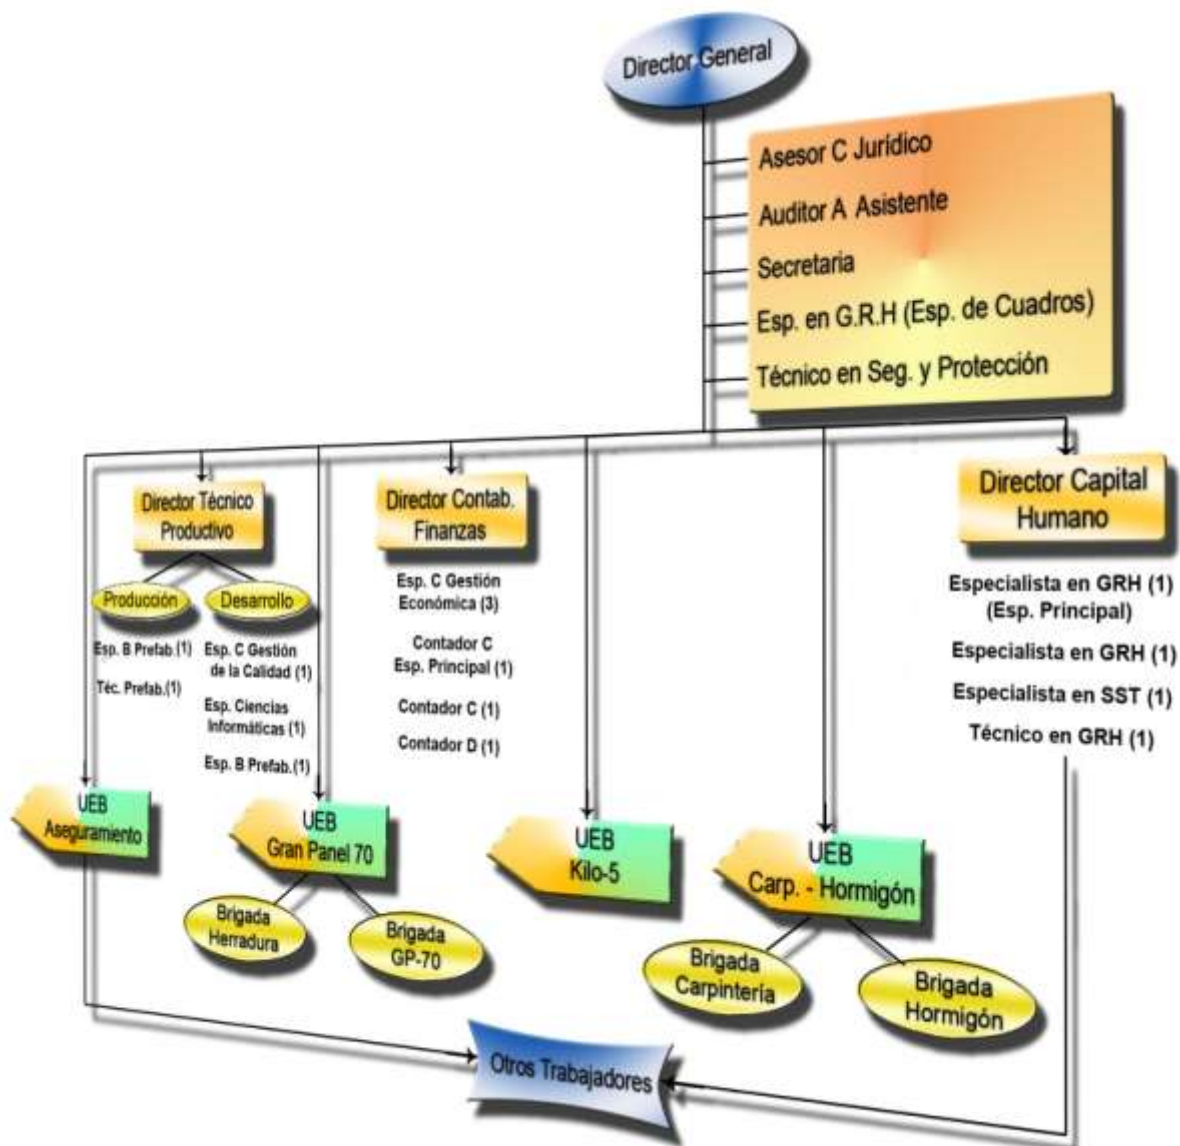 Director General
Asesor C Jurídico
Auditor A Asistente
Secretaria
Esp. en G.R.H (Esp. de Cuadros)
Técnico en Seg. y Protección
Director Técnico
Productivo
Producción
Desarrollo
Esp. B Prefab.(1)
Téc. Prefab.(1)
Esp. C Gestión
de la Calidad (1)
Esp. Ciencias
Informáticas (1)
Esp. B Prefab.(1)
Director Contab.
Finanzas
Esp. C Gestión
Económica (3)
Contador C
Esp. Principal (1)
Contador C (1)
Contador D (1)
Director Capital
Humano
Especialista en GRH (1)
(Esp. Principal)
Especialista en GRH (1)
Especialista en SST (1)
Técnico en GRH (1)
UEB
Aseguramiento
UEB
Gran Panel 70
UEB
Kilo-5
UEB
Carp. - Hormigón
Brigada
Herradura
Brigada
GP-70
Brigada
Carpintería
Brigada
Hormigón
Otros Trabajadores